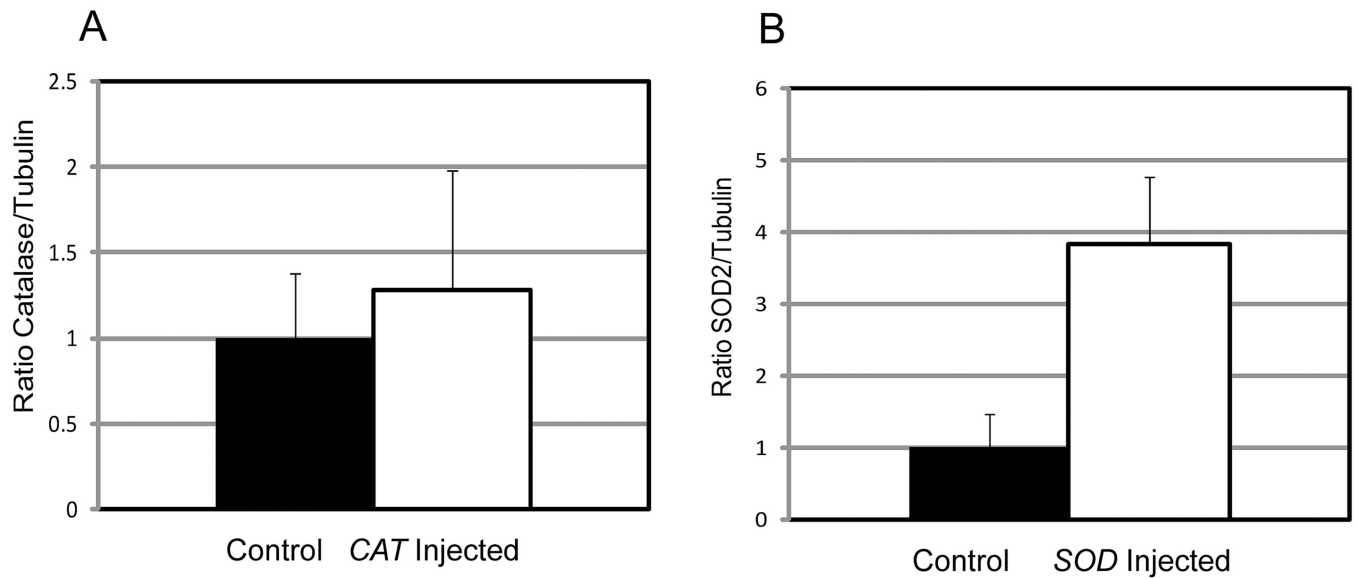 A
Ratio Catalase/Tubulin
2.5
2
1.5
1
0.5
0
Control CAT Injected
B
Ratio SOD2/Tubulin
6
5
4
3
2
1
0
Control SOD Injected